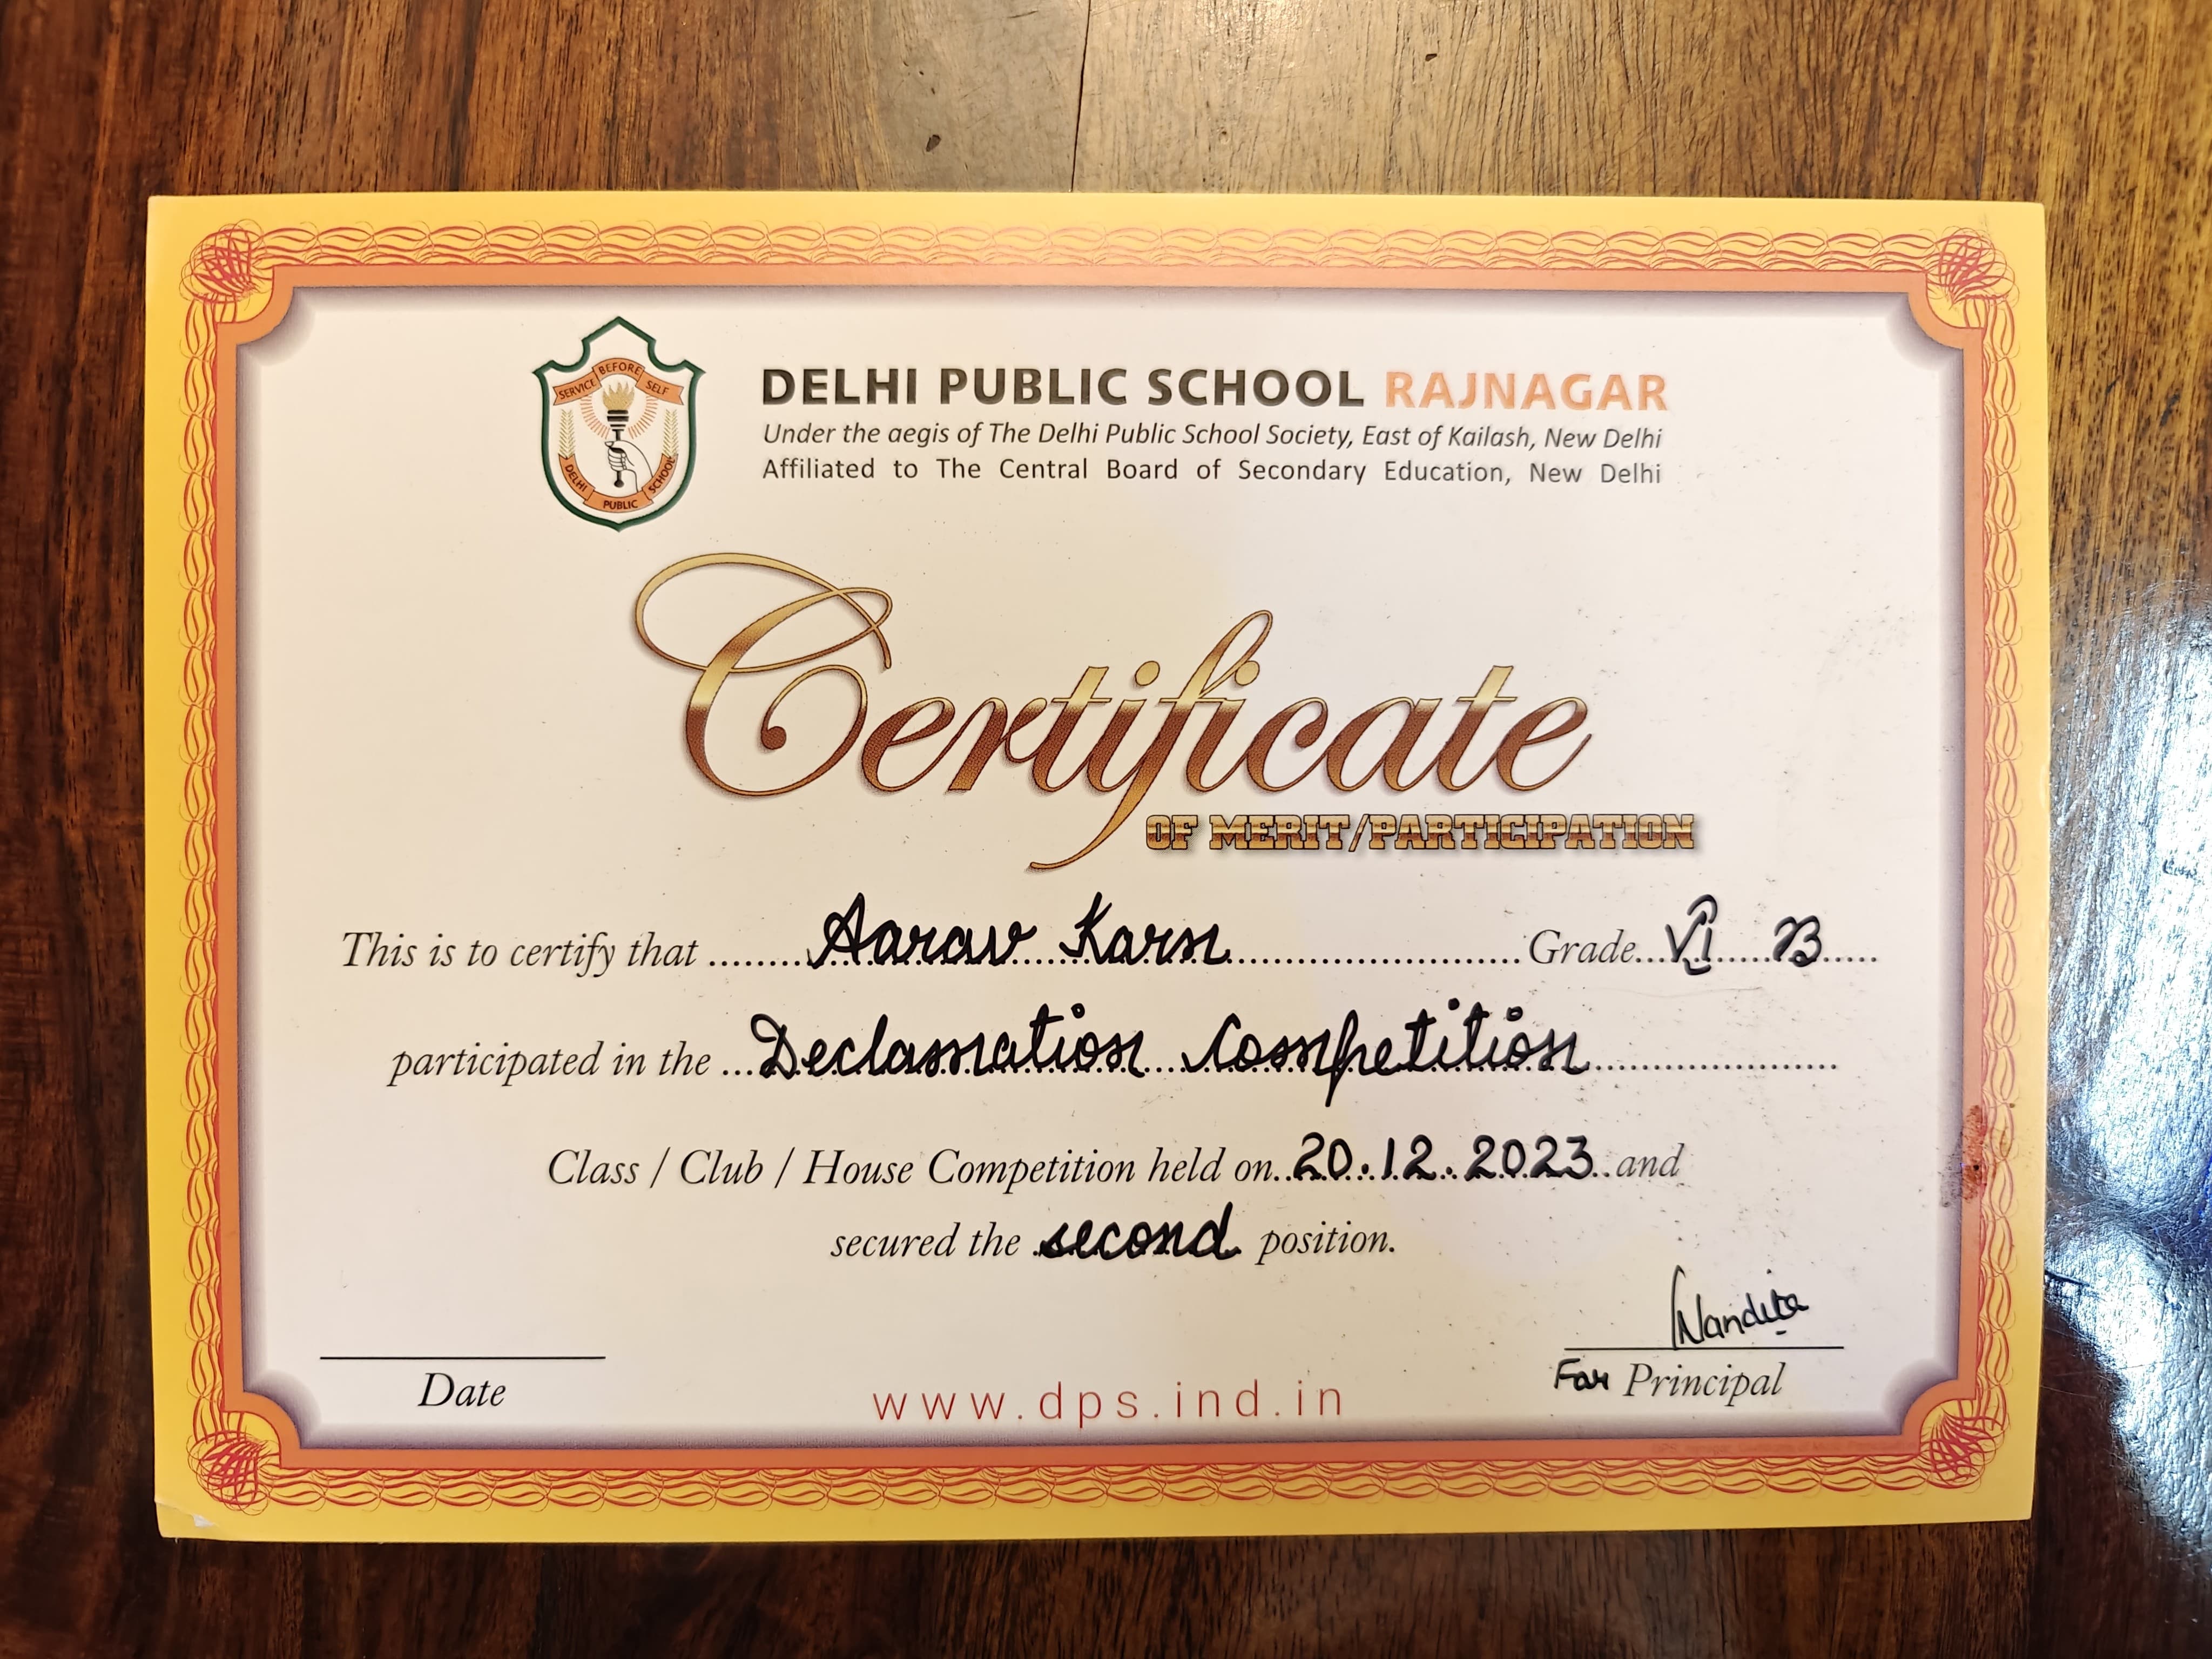 SERVICE BEFORE SELF
DELHI PUBLIC SCHOOL
DELHI PUBLIC SCHOOL RAJNAGAR
Under the aegis of The Delhi Public School Society, East of Kailash, New Delhi
Affiliated to The Central Board of Secondary Education, New Delhi
Certificate
OF MERIT/PARTICIPATION
This is to certify that ........Aarav Karn........Grade...VI.....B.....
participated in the ...Declamation Competition........
Class / Club / House Competition held on..20.12.2023..and
secured the second position.
Nandita
Date
www.dps.ind.in
For Principal